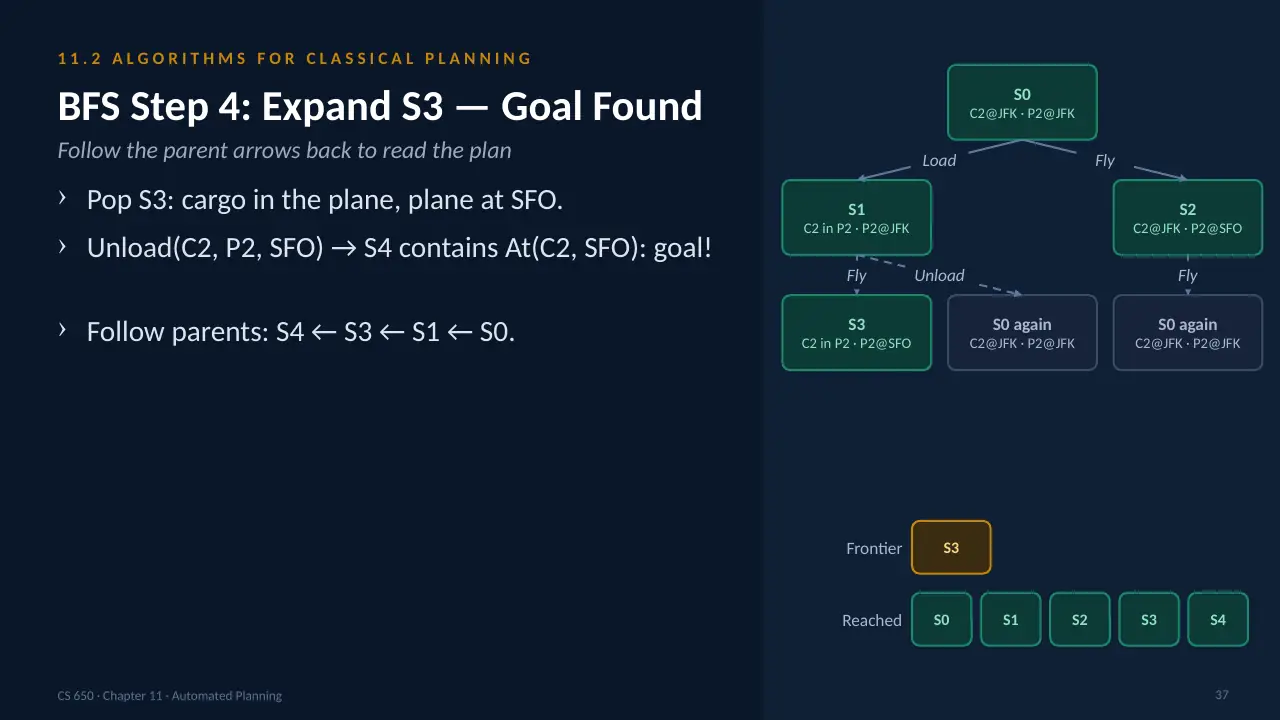 11.2 ALGORITHMS FOR CLASSICAL PLANNING
BFS Step 4: Expand S3 — Goal Found
Follow the parent arrows back to read the plan
› Pop S3: cargo in the plane, plane at SFO.
› Unload(C2, P2, SFO) → S4 contains At(C2, SFO): goal!
› Follow parents: S4 ← S3 ← S1 ← S0.
S0
C2@JFK · P2@JFK
Load
Fly
S1
C2 in P2 · P2@JFK
S2
C2@JFK · P2@SFO
Fly
Unload
Fly
S3
C2 in P2 · P2@SFO
S0 again
C2@JFK · P2@JFK
S0 again
C2@JFK · P2@JFK
Frontier
S3
Reached
S0
S1
S2
S3
S4
CS 650 · Chapter 11 · Automated Planning
37